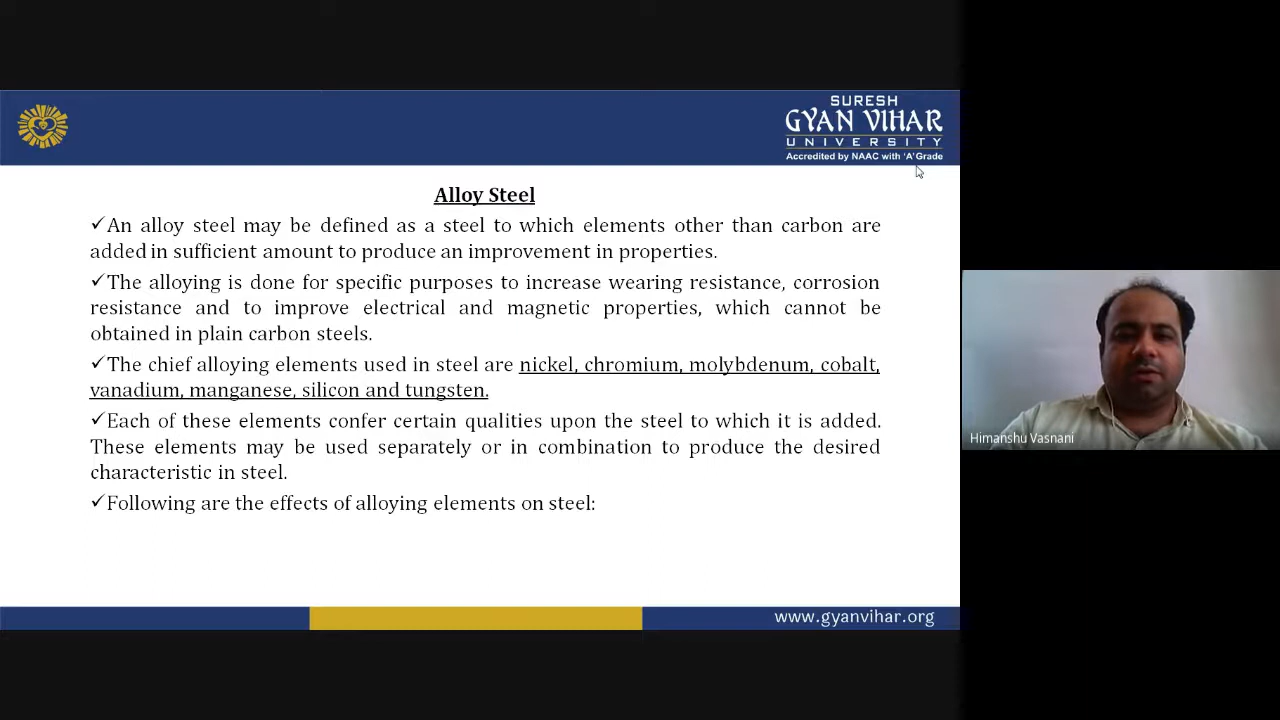 SURESH
GYAN VIHAR
UNIVERSITY
Accredited by NAAC with 'A' Grade
Alloy Steel
✓An alloy steel may be defined as a steel to which elements other than carbon are
added in sufficient amount to produce an improvement in properties.
✓The alloying is done for specific purposes to increase wearing resistance, corrosion
resistance and to improve electrical and magnetic properties, which cannot be
obtained in plain carbon steels.
✓The chief alloying elements used in steel are nickel, chromium, molybdenum, cobalt,
vanadium, manganese, silicon and tungsten.
✓Each of these elements confer certain qualities upon the steel to which it is added.
These elements may be used separately or in combination to produce the desired
characteristic in steel.
✓Following are the effects of alloying elements on steel:
Himanshu Vasnani
www.gyanvihar.org